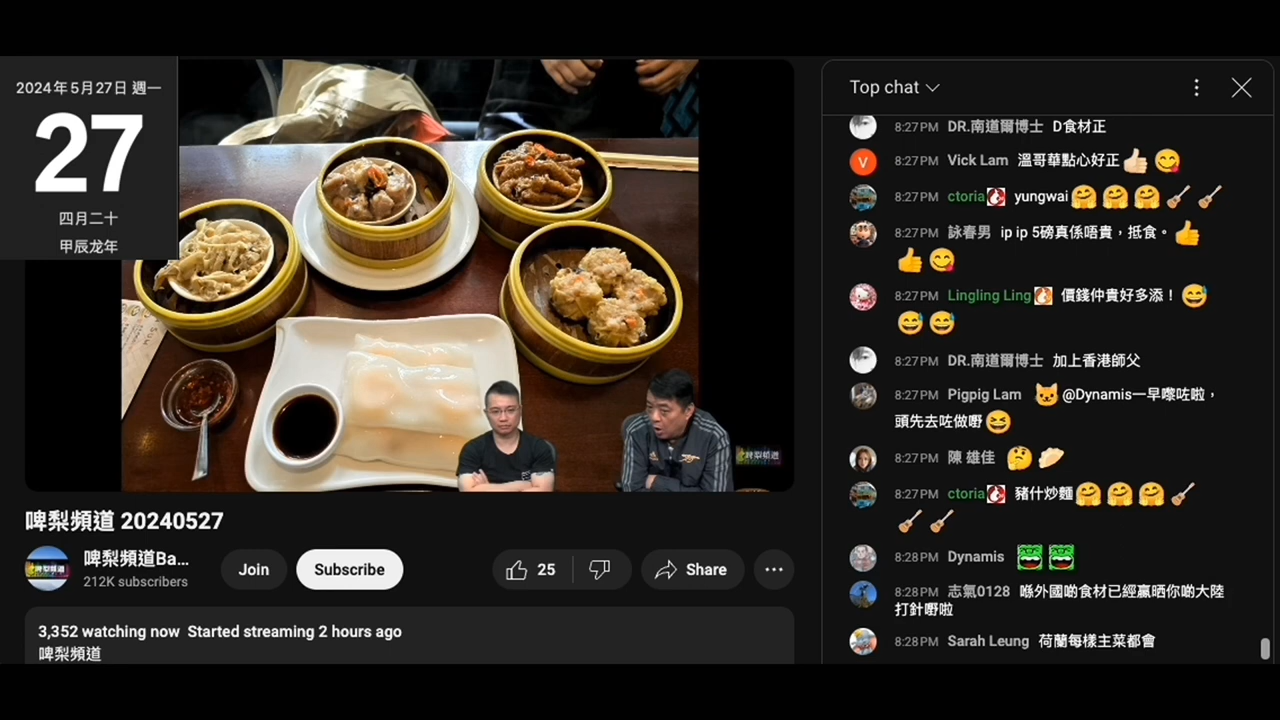 2024年5月27日 週一
27
四月二十
甲辰龙年
啤梨頻道
啤梨頻道 20240527
啤梨頻道Ba...
212K subscribers
Join
Subscribe
25
Share
3,352 watching now Started streaming 2 hours ago
啤梨頻道
Top chat
8:27PM DR.南道爾博士 D食材正
V
8:27PM Vick Lam 溫哥華點心好正👍🏻😋
8:27PM ctoria yungwai🤗🤗🤗🎸🎸
8:27PM 詠春男 ip ip 5磅真係唔貴，抵食。👍
👍😋
8:27PM Lingling Ling 價錢仲貴好多添！😅
😅😅
8:27PM DR.南道爾博士 加上香港師父
8:27PM Pigpig Lam 🐱@Dynamis一早嚟咗啦，
頭先去咗做嘢😆
8:27PM 陳 雄佳 🤔🥟
8:27PM ctoria 豬什炒麵🤗🤗🤗🎸
🎸🎸
8:28PM Dynamis
8:28PM 志氣0128 喺外國啲食材已經贏晒你啲大陸
打針嘢啦
8:28PM Sarah Leung 荷蘭每樣主菜都會